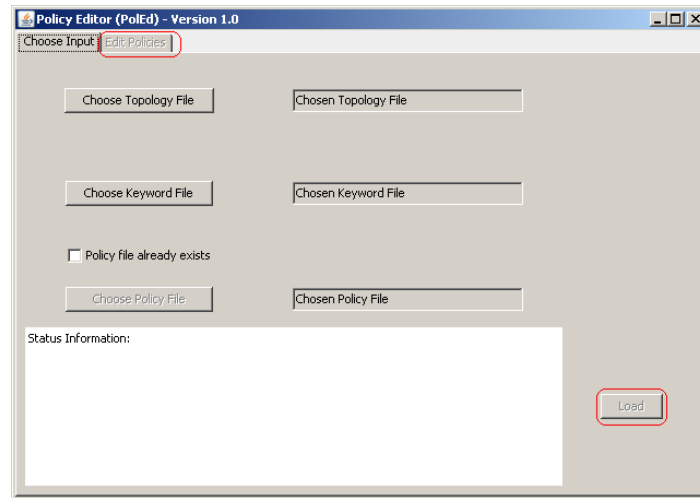 Policy Editor (PolEd) - Version 1.0
Choose Input Edit Policies
Choose Topology File Chosen Topology File
Choose Keyword File Chosen Keyword File
Policy file already exists
Choose Policy File Chosen Policy File
Status Information:
Load